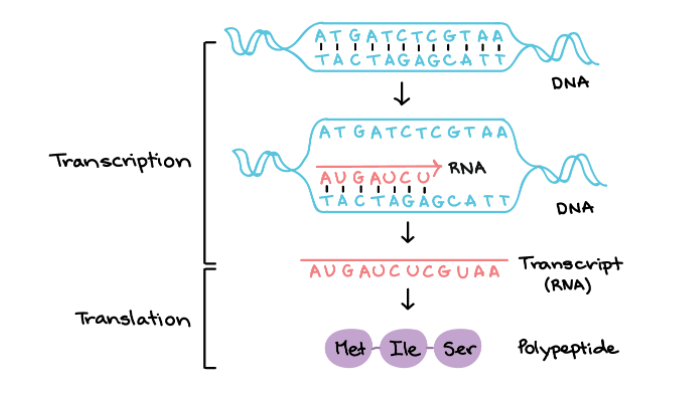 ATGATCTCGTAA
TACTAGAGCATT
DNA
ATGATCTCGTAA
Transcription
RNA
AUGAUCU
TACTAGAGCATT
DNA
AUGAUCUCGUAA
Transcript
(RNA)
Translation
Met Ile Ser
Polypeptide